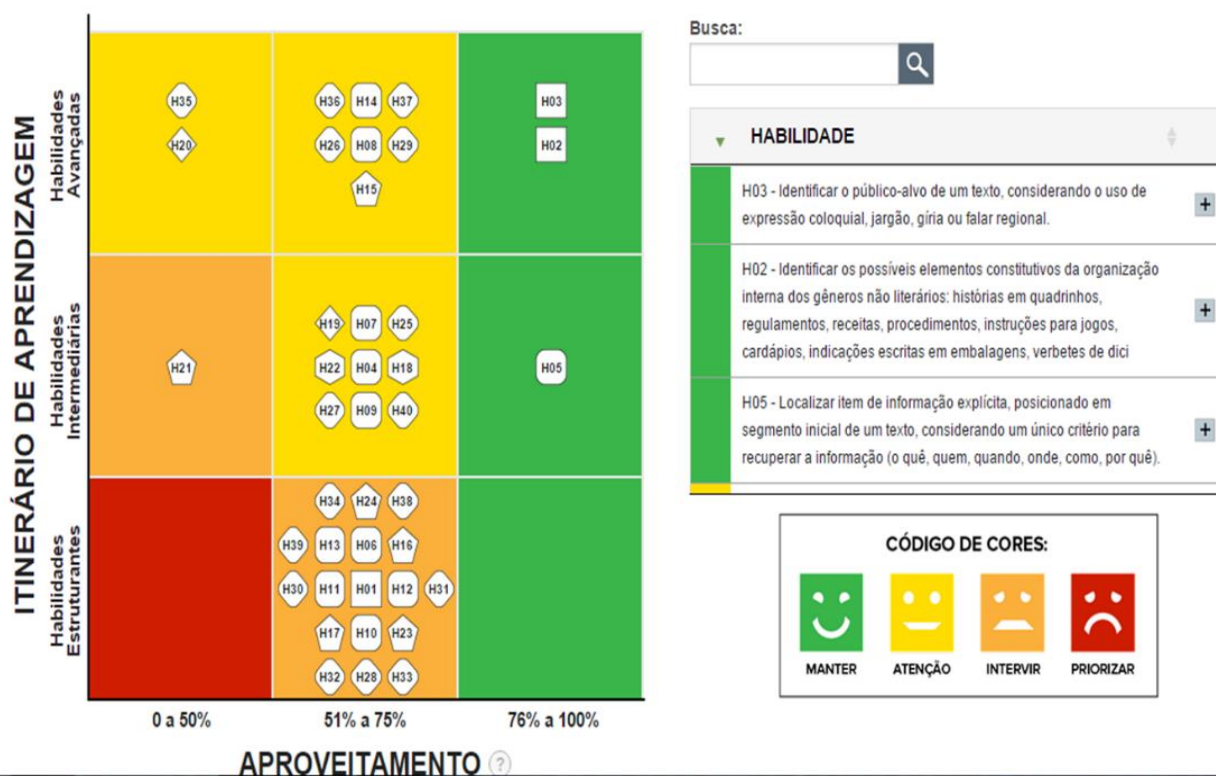 ITINERÁRIO DE APRENDIZAGEM
Habilidades
Avançadas
H35
H20
H36 H14 H37
H26 H08 H29
H15
H03
H02
Habilidades
Intermediárias
H21
H19 H07 H25
H22 H04 H18
H27 H09 H40
H05
Habilidades
Estruturantes
H34 H24 H38
H39 H13 H06 H16
H30 H11 H01 H12 H31
H17 H10 H23
H32 H28 H33
0 a 50% 51% a 75% 76% a 100%
APROVEITAMENTO ?
Busca:
HABILIDADE
H03 - Identificar o público-alvo de um texto, considerando o uso de
expressão coloquial, jargão, gíria ou falar regional.
+
H02 - Identificar os possíveis elementos constitutivos da organização
interna dos gêneros não literários: histórias em quadrinhos,
regulamentos, receitas, procedimentos, instruções para jogos,
cardápios, indicações escritas em embalagens, verbetes de dici
+
H05 - Localizar item de informação explícita, posicionado em
segmento inicial de um texto, considerando um único critério para
recuperar a informação (o quê, quem, quando, onde, como, por quê).
+
CÓDIGO DE CORES:
MANTER ATENÇÃO INTERVIR PRIORIZAR